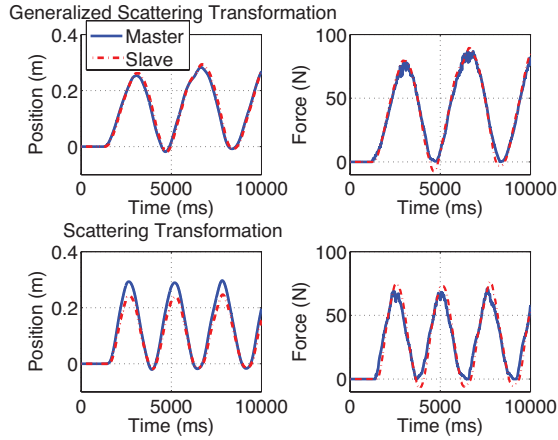 Generalized Scattering Transformation
Master
Slave
0.4
0.2
0
Position (m)
0 5000 10000
Time (ms)
100
50
0
Force (N)
0 5000 10000
Time (ms)
Scattering Transformation
0.4
0.2
0
Position (m)
0 5000 10000
Time (ms)
100
50
0
Force (N)
0 5000 10000
Time (ms)